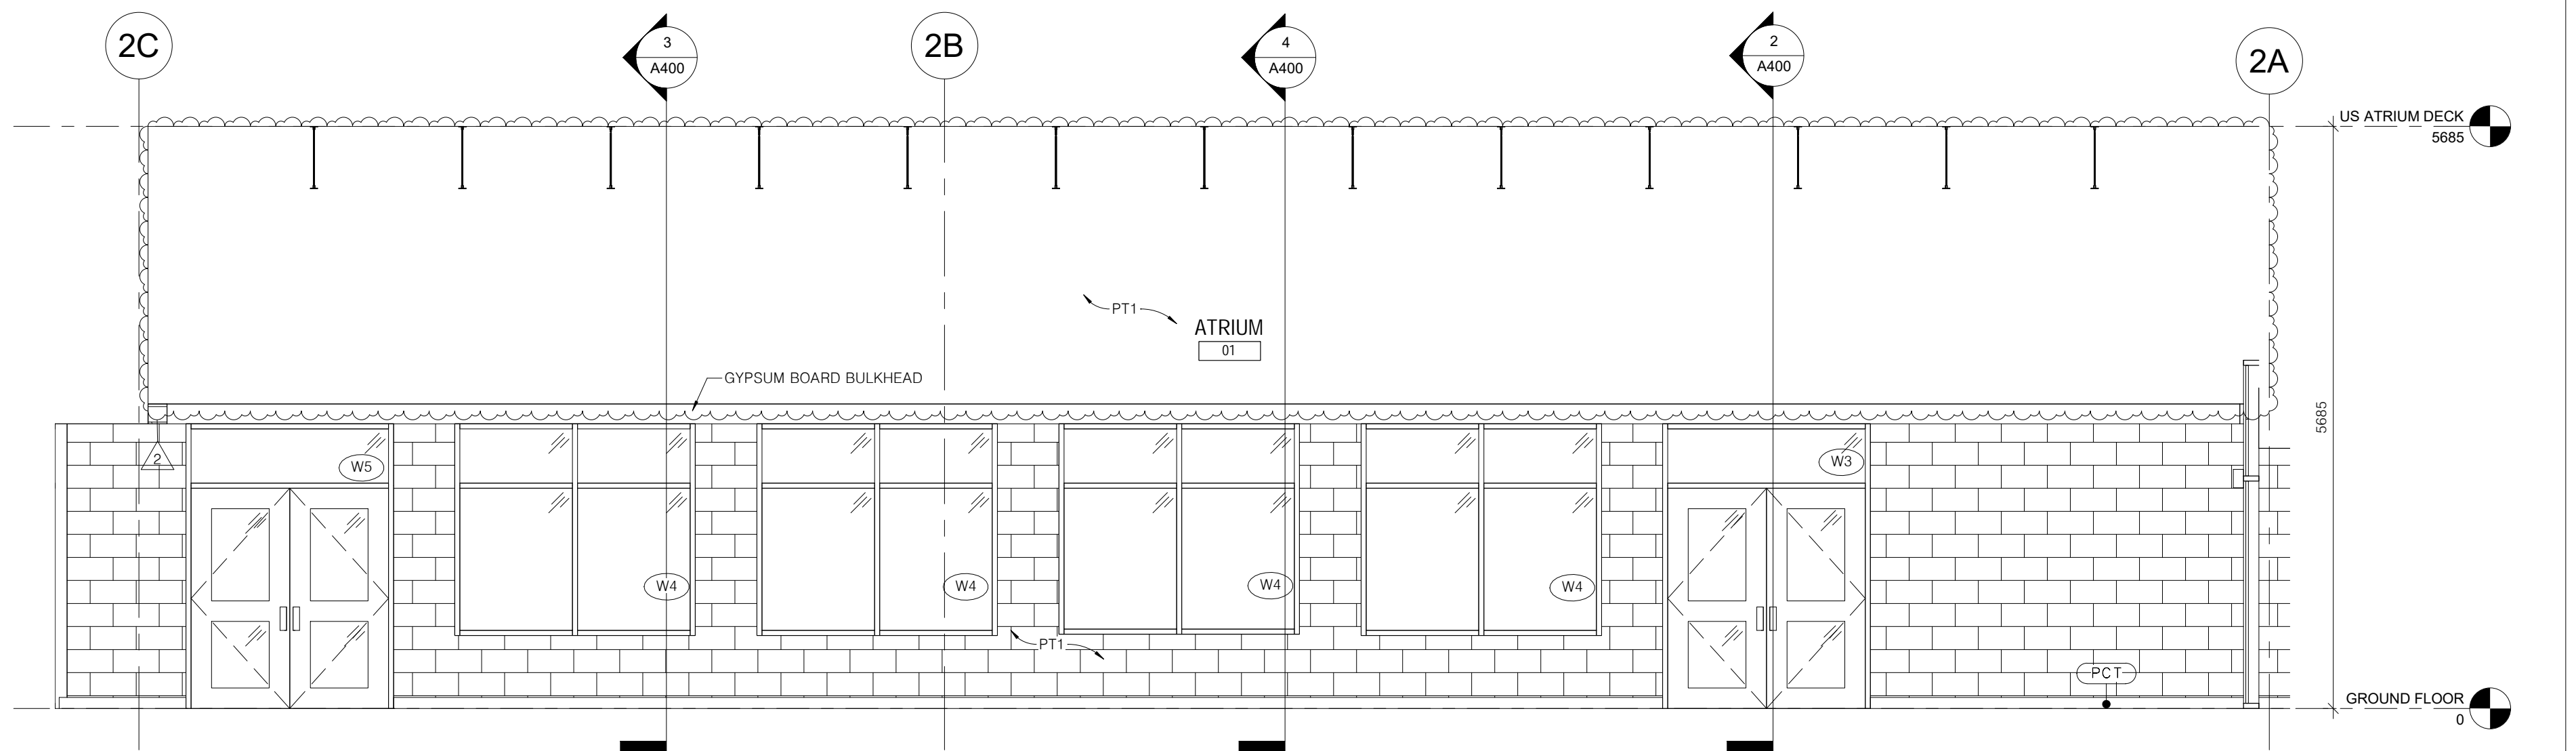 2C
3
A400
2B
4
A400
2
A400
2A
US ATRIUM DECK
5685
PT1
ATRIUM
01
GYPSUM BOARD BULKHEAD
5685
2
W5
W3
W4
W4
W4
W4
PT1
PCT
GROUND FLOOR
0